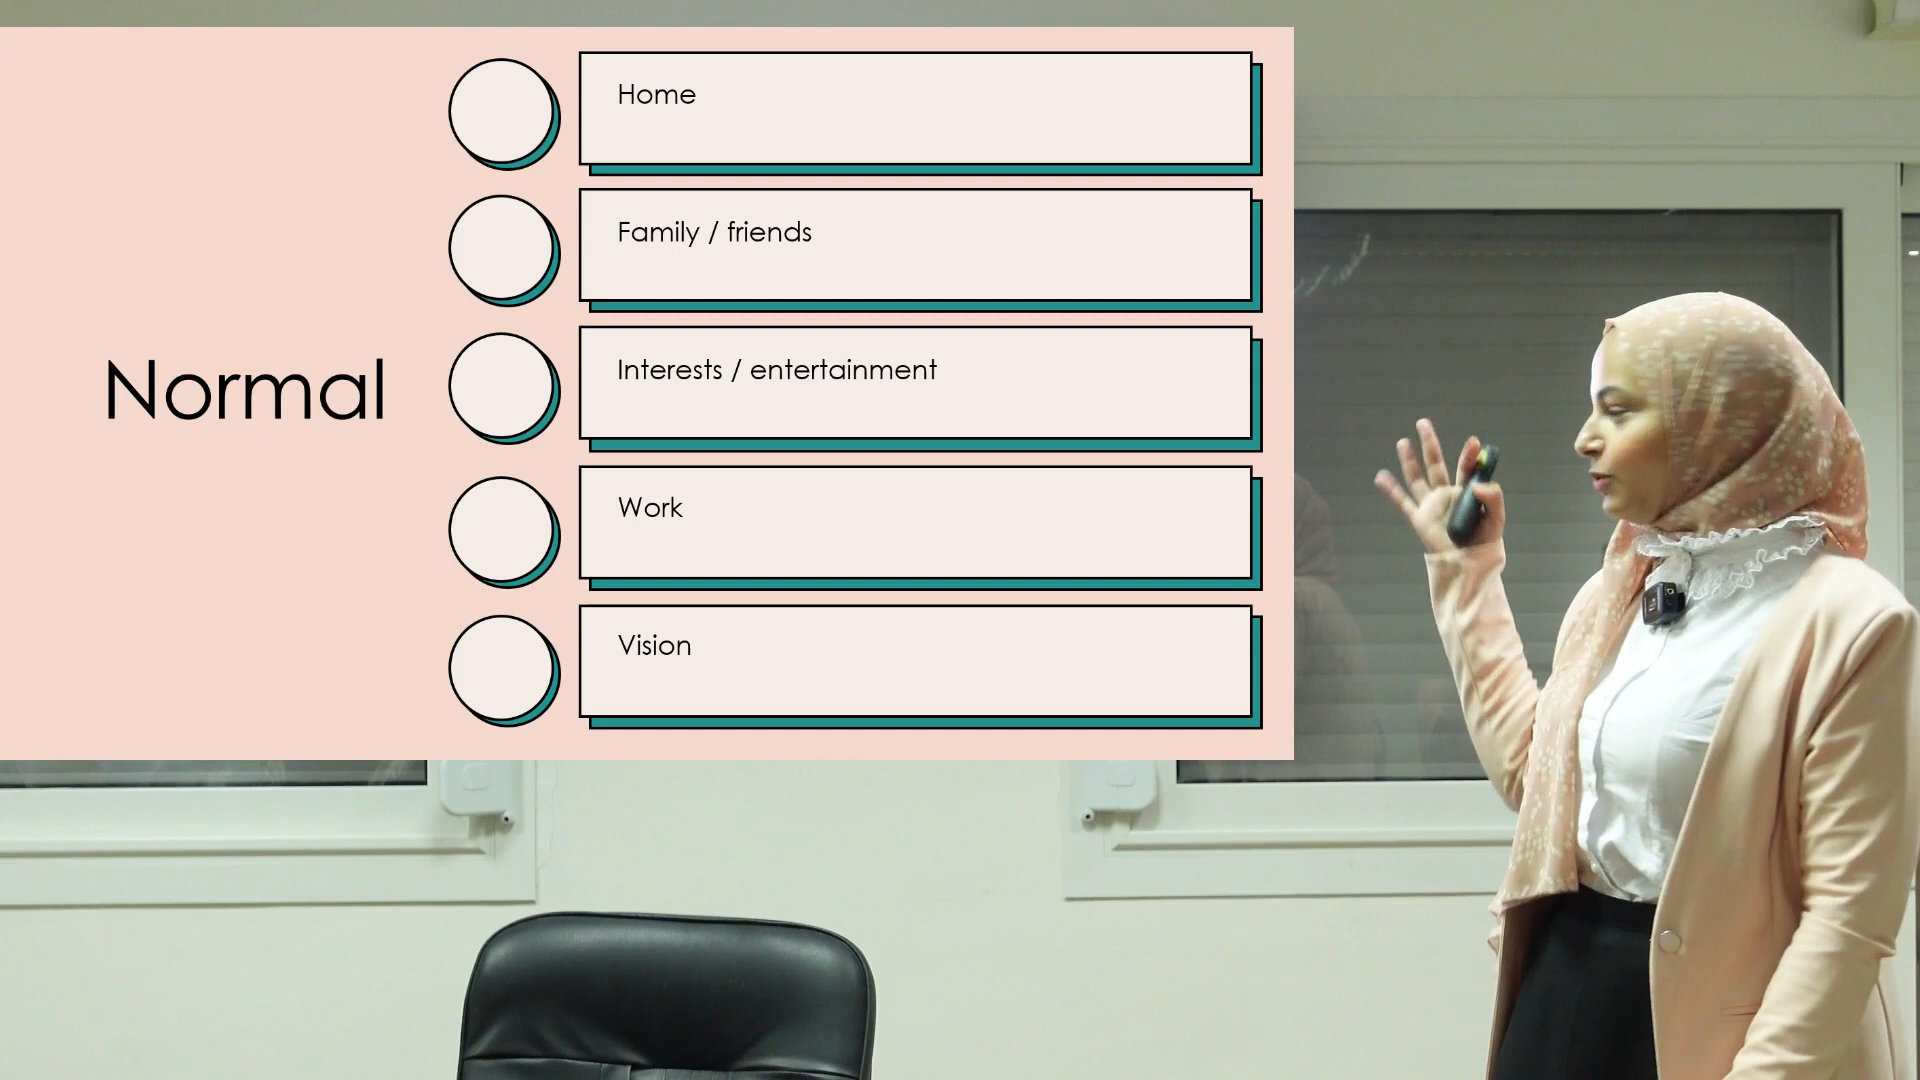 Normal
Home
Family / friends
Interests / entertainment
Work
Vision